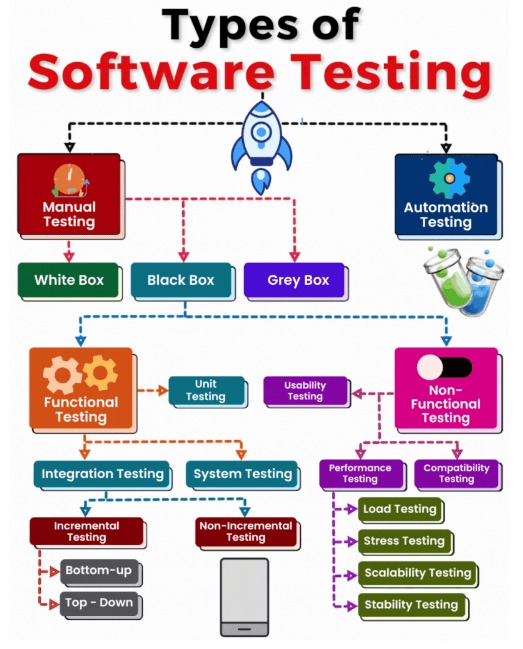 Types of
Software Testing
Manual
Testing
Automation
Testing
White Box
Black Box
Grey Box
Functional
Testing
Unit
Testing
Usability
Testing
Non-
Functional
Testing
Integration Testing
System Testing
Performance
Testing
Compatibility
Testing
Incremental
Testing
Non-Incremental
Testing
Load Testing
Stress Testing
Bottom-up
Scalability Testing
Top - Down
Stability Testing